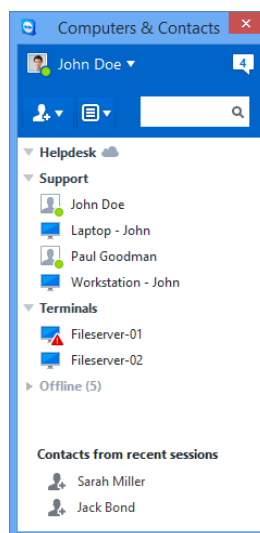 Computers & Contacts
John Doe
4
Helpdesk
Support
John Doe
Laptop - John
Paul Goodman
Workstation - John
Terminals
Fileserver-01
Fileserver-02
Offline (5)
Contacts from recent sessions
Sarah Miller
Jack Bond